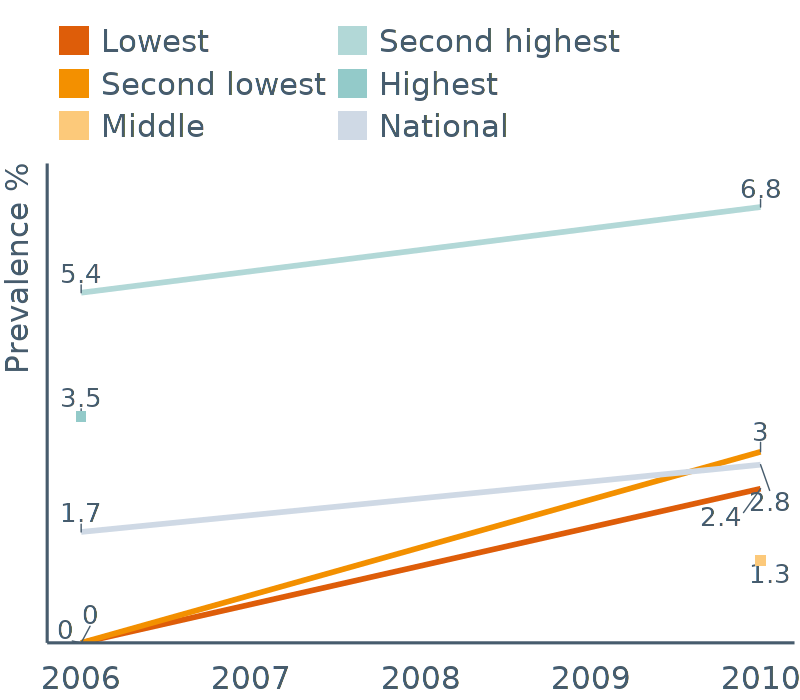 Lowest
Second highest
Second lowest
Highest
Middle
National
Prevalence %
6.8
5.4
3.5
3
1.7
2.8
2.4
1.3
0
0
2006 2007 2008 2009 2010